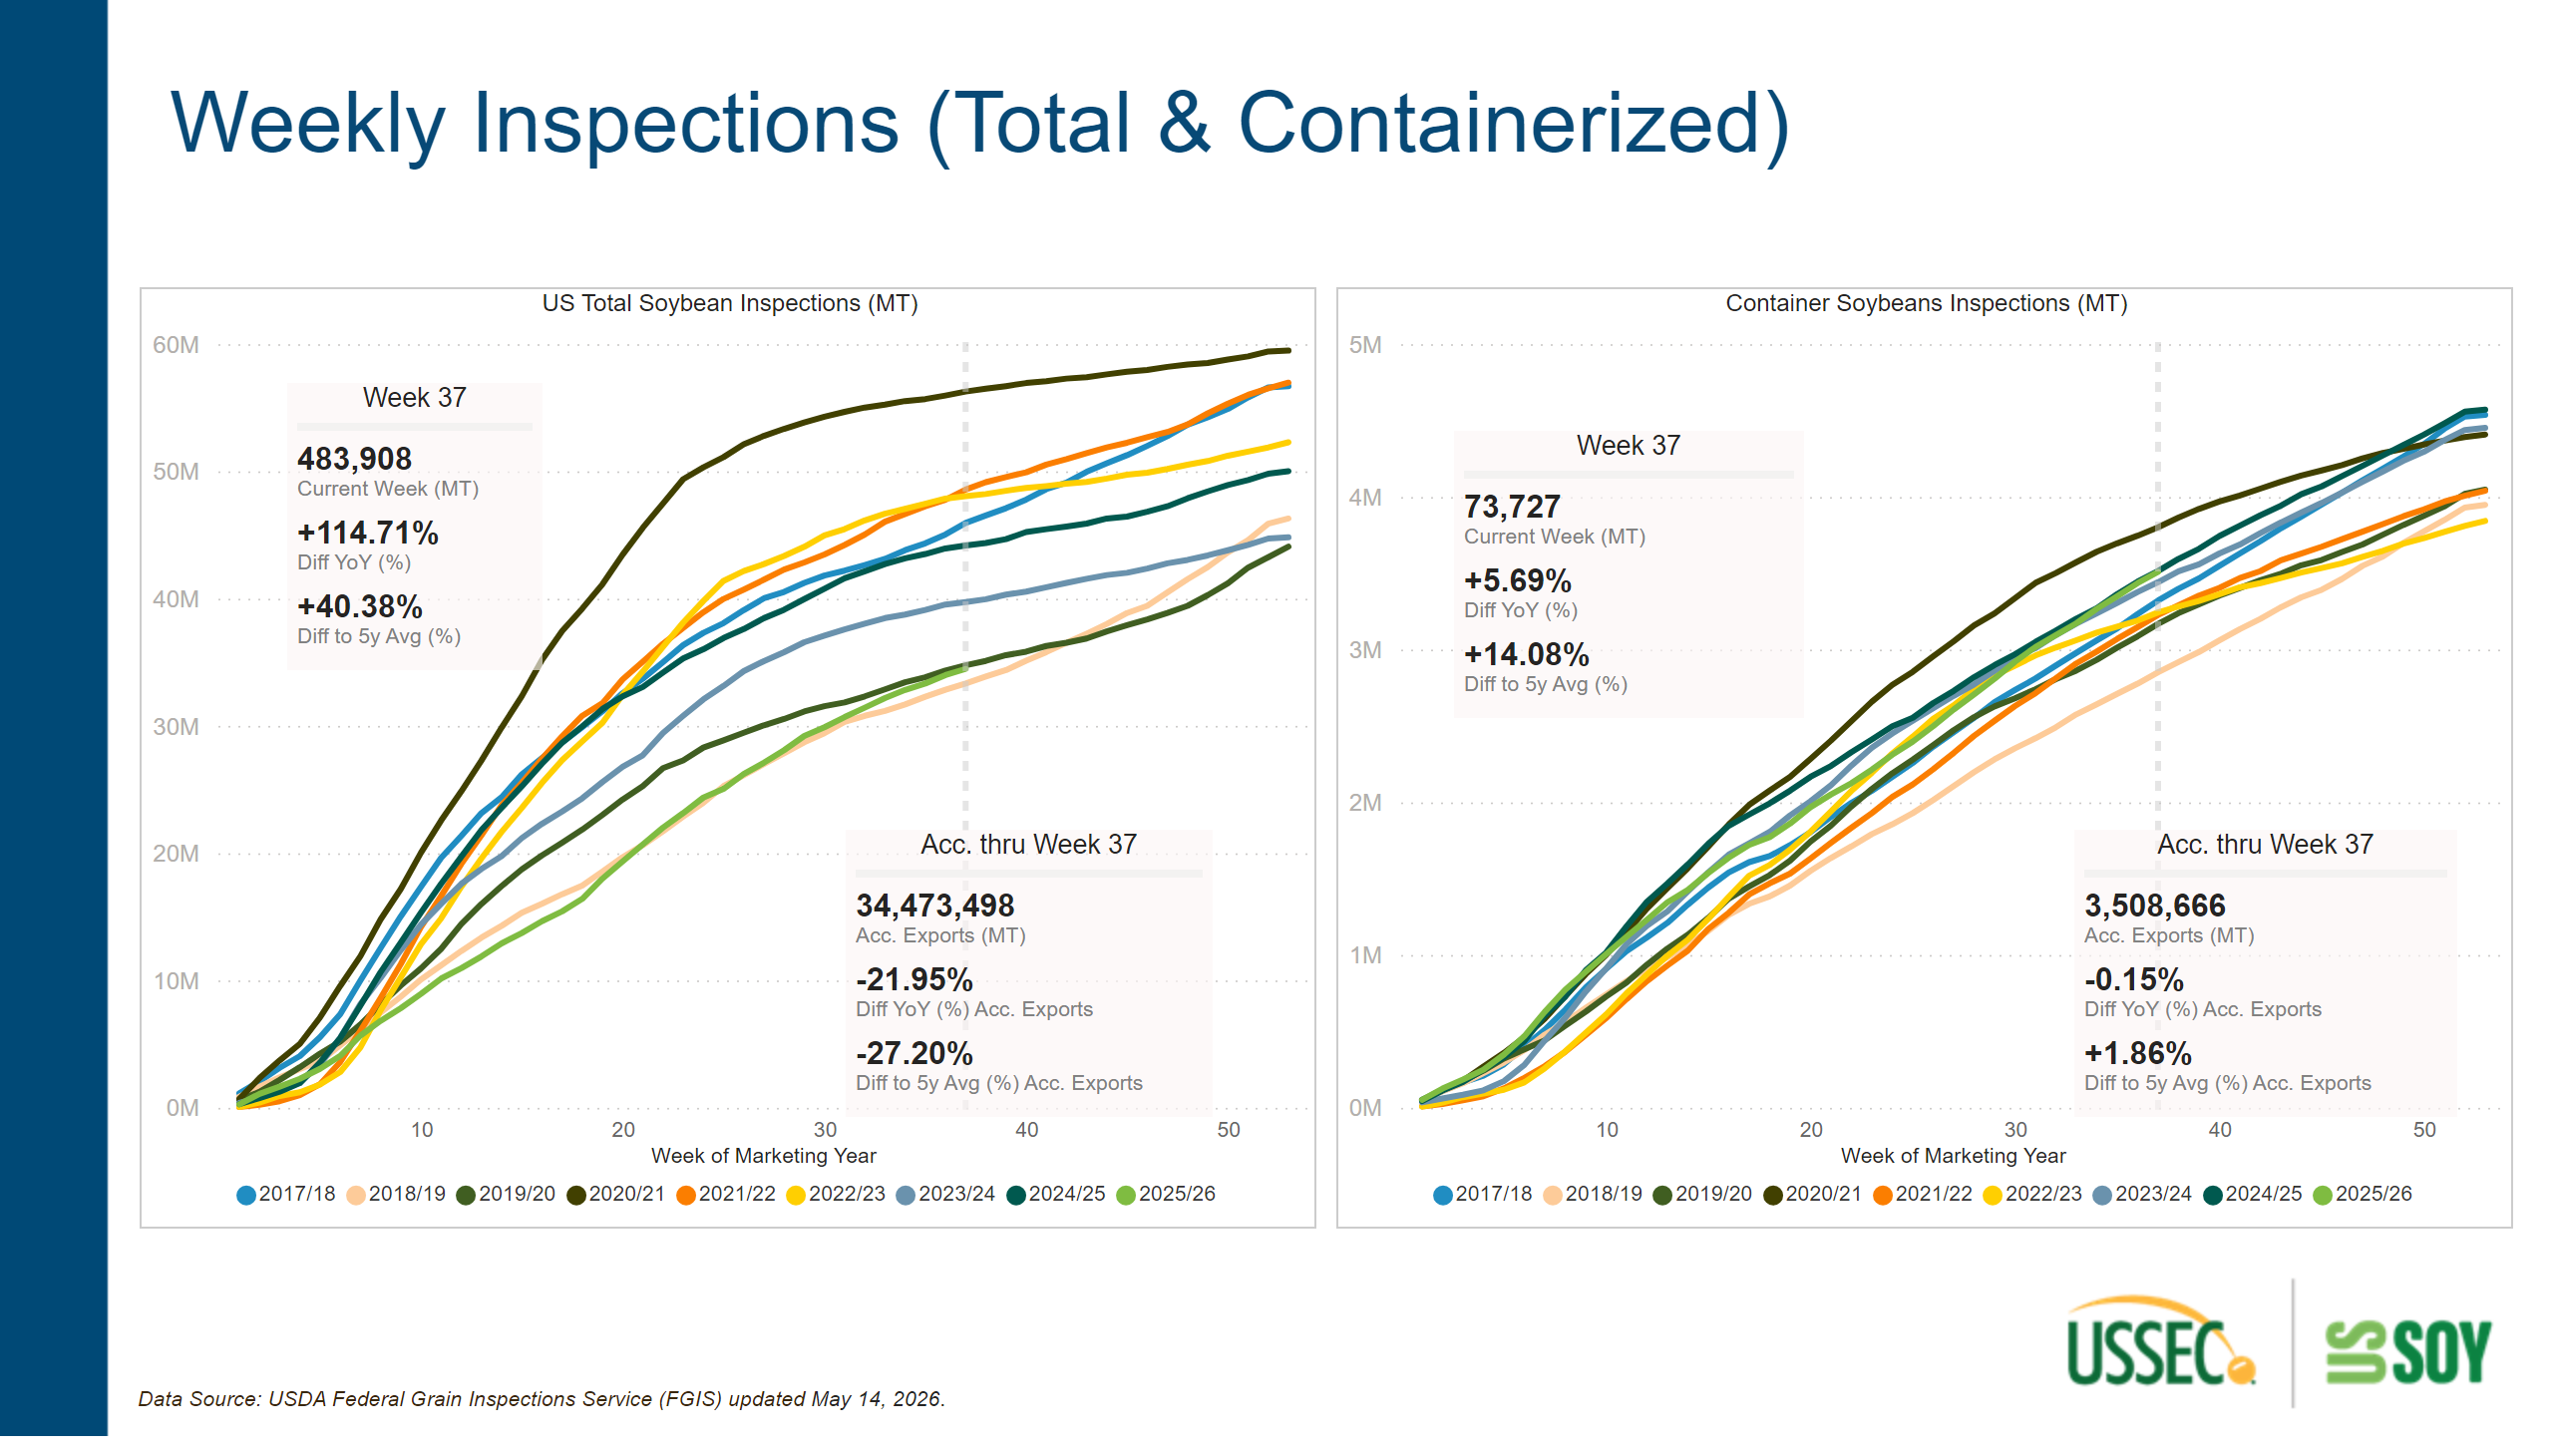 Weekly Inspections (Total & Containerized)
US Total Soybean Inspections (MT)
60M
50M
40M
30M
20M
10M
0M
Week 37
483,908
Current Week (MT)
+114.71%
Diff YoY (%)
+40.38%
Diff to 5y Avg (%)
Acc. thru Week 37
34,473,498
Acc. Exports (MT)
-21.95%
Diff YoY (%) Acc. Exports
-27.20%
Diff to 5y Avg (%) Acc. Exports
10 20 30 40 50
Week of Marketing Year
2017/18 2018/19 2019/20 2020/21 2021/22 2022/23 2023/24 2024/25 2025/26
Container Soybeans Inspections (MT)
5M
4M
3M
2M
1M
0M
Week 37
73,727
Current Week (MT)
+5.69%
Diff YoY (%)
+14.08%
Diff to 5y Avg (%)
Acc. thru Week 37
3,508,666
Acc. Exports (MT)
-0.15%
Diff YoY (%) Acc. Exports
+1.86%
Diff to 5y Avg (%) Acc. Exports
10 20 30 40 50
Week of Marketing Year
2017/18 2018/19 2019/20 2020/21 2021/22 2022/23 2023/24 2024/25 2025/26
USSEC
US SOY
Data Source: USDA Federal Grain Inspections Service (FGIS) updated May 14, 2026.